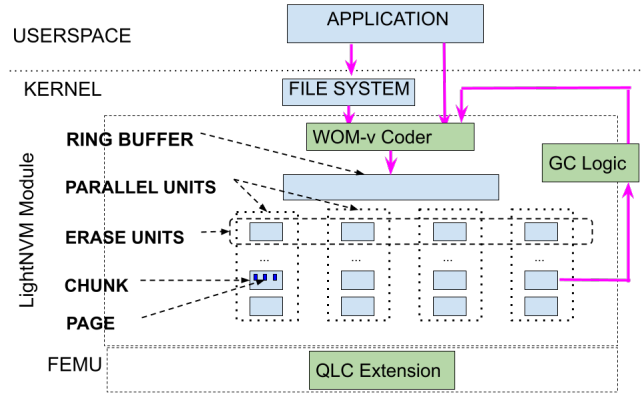 APPLICATION
USERSPACE
KERNEL
FILE SYSTEM
WOM-v Coder
RING BUFFER
GC Logic
PARALLEL UNITS
LightNVM Module
ERASE UNITS
... ... ... ...
CHUNK
PAGE
FEMU
QLC Extension